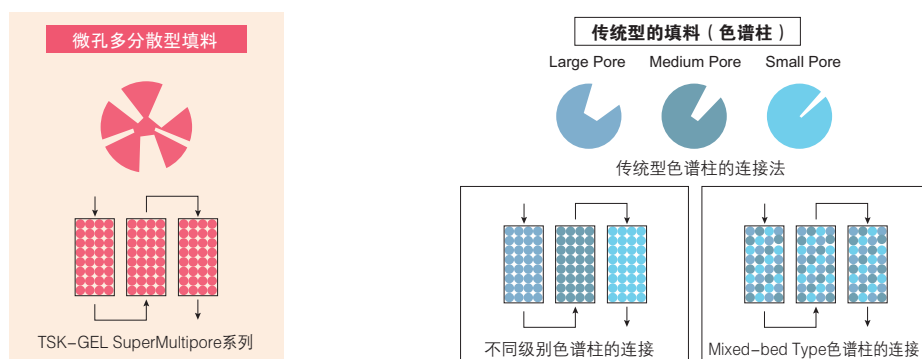 微孔多分散型填料
TSK-GEL SuperMultipore系列
传统型的填料（色谱柱）
Large Pore Medium Pore Small Pore
传统型色谱柱的连接法
不同级别色谱柱的连接
Mixed-bed Type色谱柱的连接